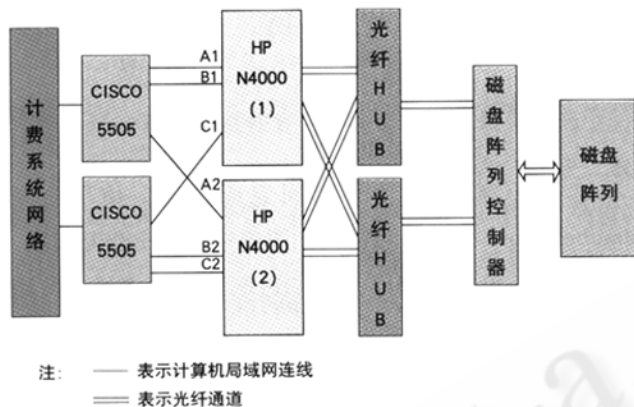 计费系统网络
CISCO
5505
CISCO
5505
A1
B1
C1
A2
B2
C2
HP
N4000
(1)
HP
N4000
(2)
光纤HUB
光纤HUB
磁盘阵列控制器
磁盘
阵列
注: 表示计算机局域网连线
表示光纤通道